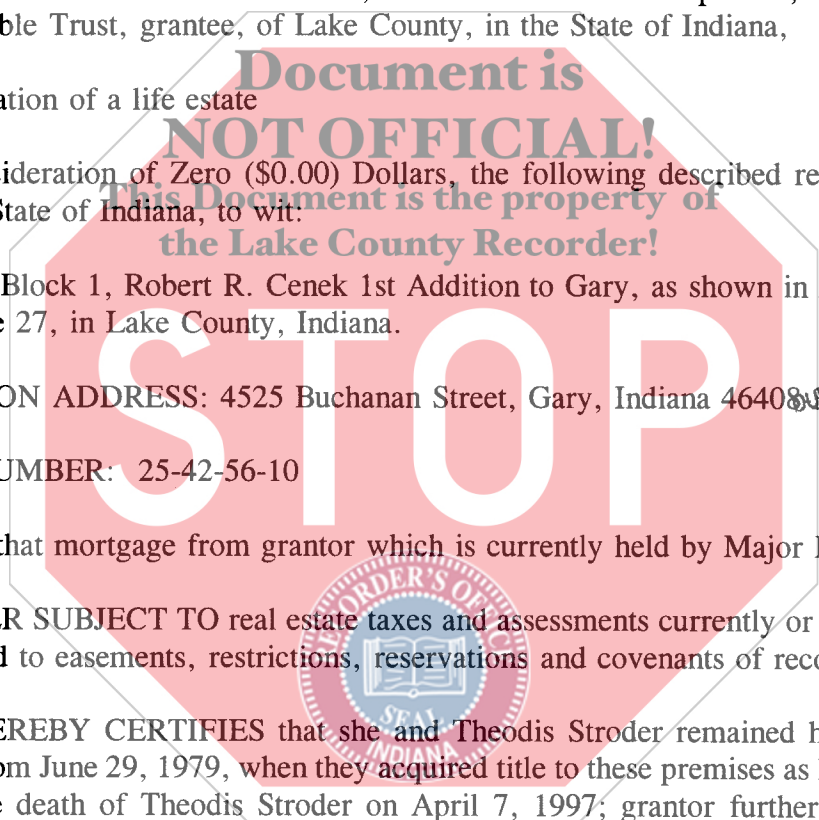 ble Trust, grantee, of Lake County, in the State of Indiana,
Document is
ation of a life estate
NOT OFFICIAL!
ideration of Zero ($0.00) Dollars, the following described re
This Document is the property of
State of Indiana, to wit:
the Lake County Recorder!
Block 1, Robert R. Cenek 1st Addition to Gary, as shown in
e 27, in Lake County, Indiana.
STOP
ON ADDRESS: 4525 Buchanan Street, Gary, Indiana 46408
UMBER: 25-42-56-10
that mortgage from grantor which is currently held by Major
RECORDER'S OFFICE
ER SUBJECT TO real estate taxes and assessments currently or
d to easements, restrictions, reservations and covenants of reco
SEAL
INDIANA
EREBY CERTIFIES that she and Theodis Stroder remained h
om June 29, 1979, when they acquired title to these premises as
e death of Theodis Stroder on April 7, 1997; grantor further